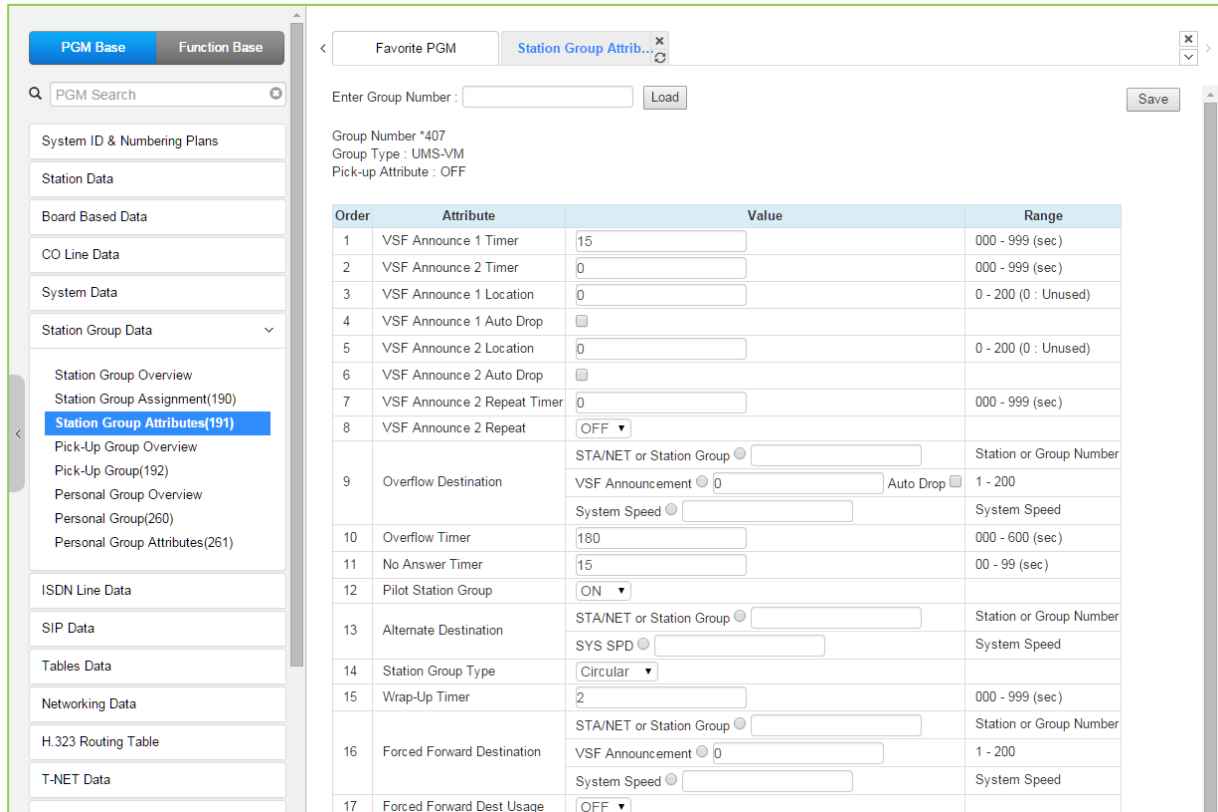 PGM Base Function Base
PGM Search
System ID & Numbering Plans
Station Data
Board Based Data
CO Line Data
System Data
Station Group Data
Station Group Overview
Station Group Assignment(190)
Station Group Attributes(191)
Pick-Up Group Overview
Pick-Up Group(192)
Personal Group Overview
Personal Group(260)
Personal Group Attributes(261)
ISDN Line Data
SIP Data
Tables Data
Networking Data
H.323 Routing Table
T-NET Data
Favorite PGM Station Group Attrib...
Enter Group Number : Load Save
Group Number *407
Group Type : UMS-VM
Pick-up Attribute : OFF
Order Attribute Value Range
1 VSF Announce 1 Timer 15 000 - 999 (sec)
2 VSF Announce 2 Timer 0 000 - 999 (sec)
3 VSF Announce 1 Location 0 0 - 200 (0 : Unused)
4 VSF Announce 1 Auto Drop
5 VSF Announce 2 Location 0 0 - 200 (0 : Unused)
6 VSF Announce 2 Auto Drop
7 VSF Announce 2 Repeat Timer 0 000 - 999 (sec)
8 VSF Announce 2 Repeat OFF
9 Overflow Destination
STA/NET or Station Group Station or Group Number
VSF Announcement 0 Auto Drop 1 - 200
System Speed System Speed
10 Overflow Timer 180 000 - 600 (sec)
11 No Answer Timer 15 00 - 99 (sec)
12 Pilot Station Group ON
13 Alternate Destination
STA/NET or Station Group Station or Group Number
SYS SPD System Speed
14 Station Group Type Circular
15 Wrap-Up Timer 2 000 - 999 (sec)
16 Forced Forward Destination
STA/NET or Station Group Station or Group Number
VSF Announcement 0 1 - 200
System Speed System Speed
17 Forced Forward Dest Usage OFF